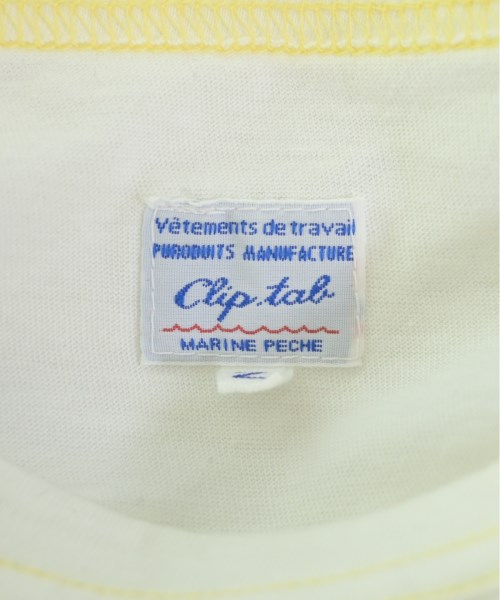 Vêtements de travail
PURODUITS MANUFACTURE
Clip.tab
MARINE PECHE